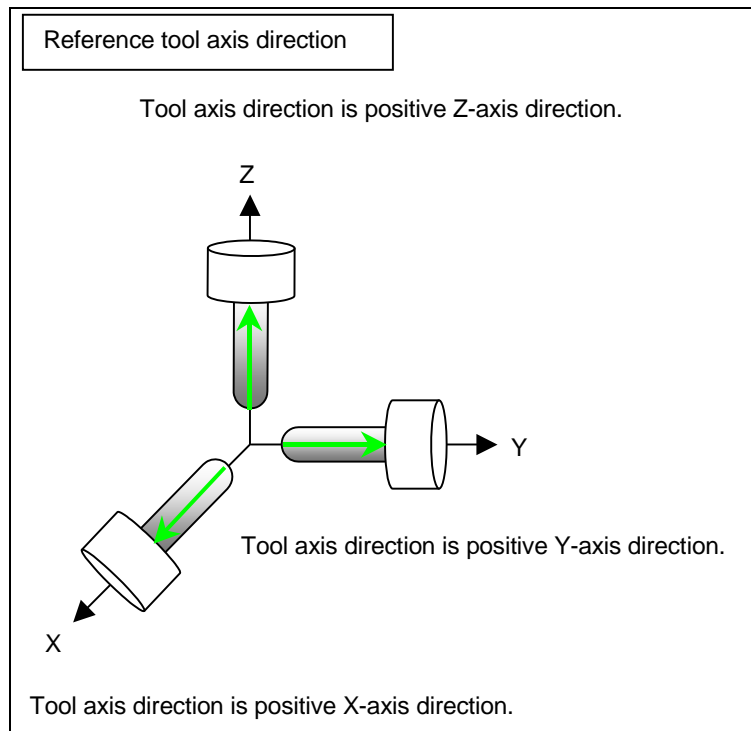 Reference tool axis direction
Tool axis direction is positive Z-axis direction.
Z
Y
Tool axis direction is positive Y-axis direction.
X
Tool axis direction is positive X-axis direction.